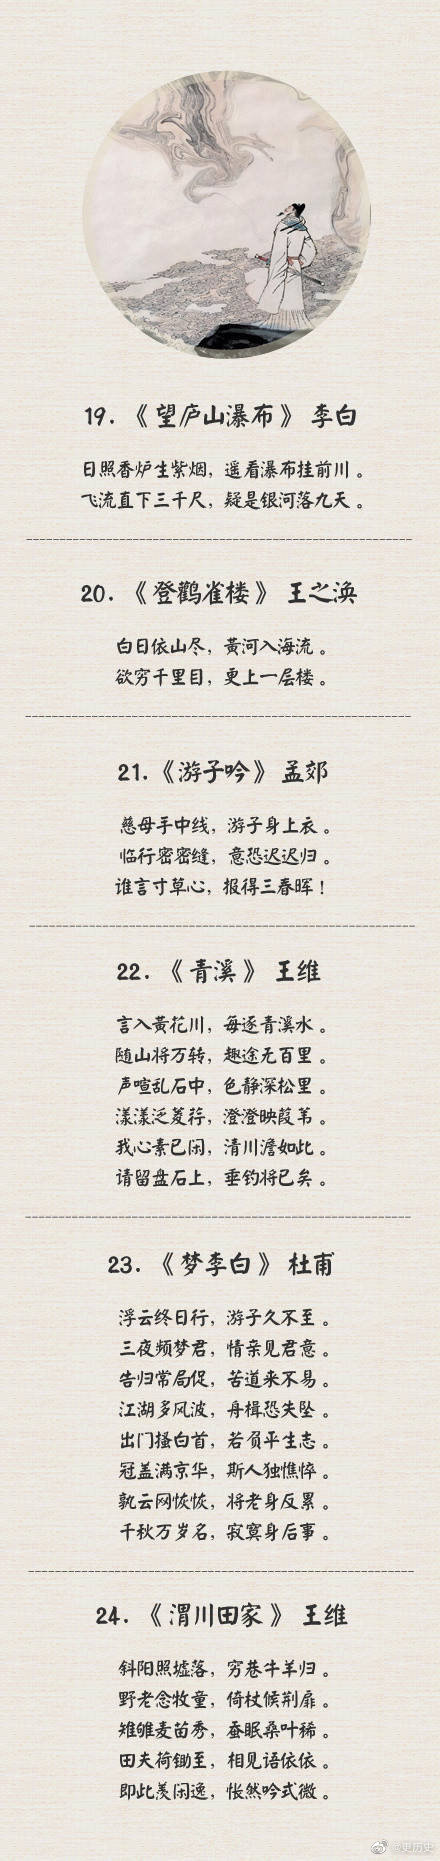 19.《望庐山瀑布》 李白
日照香炉生紫烟，遥看瀑布挂前川。
飞流直下三千尺，疑是银河落九天。
20.《登鹳雀楼》 王之涣
白日依山尽，黄河入海流。
欲穷千里目，更上一层楼。
21.《游子吟》 孟郊
慈母手中线，游子身上衣。
临行密密缝，意恐迟迟归。
谁言寸草心，报得三春晖！
22.《青溪》 王维
言入黄花川，每逐青溪水。
随山将万转，趣途无百里。
声喧乱石中，色静深松里。
漾漾泛菱荇，澄澄映葭苇。
我心素已闲，清川澹如此。
请留盘石上，垂钓将已矣。
23.《梦李白》 杜甫
浮云终日行，游子久不至。
三夜频梦君，情亲见君意。
告归常局促，苦道来不易。
江湖多风波，舟楫恐失坠。
出门搔白首，若负平生志。
冠盖满京华，斯人独憔悴。
孰云网恢恢，将老身反累。
千秋万岁名，寂寞身后事。
24.《渭川田家》 王维
斜阳照墟落，穷巷牛羊归。
野老念牧童，倚杖候荆扉。
雉雊麦苗秀，蚕眠桑叶稀。
田夫荷锄至，相见语依依。
即此羡闲逸，怅然吟式微。
@史历史